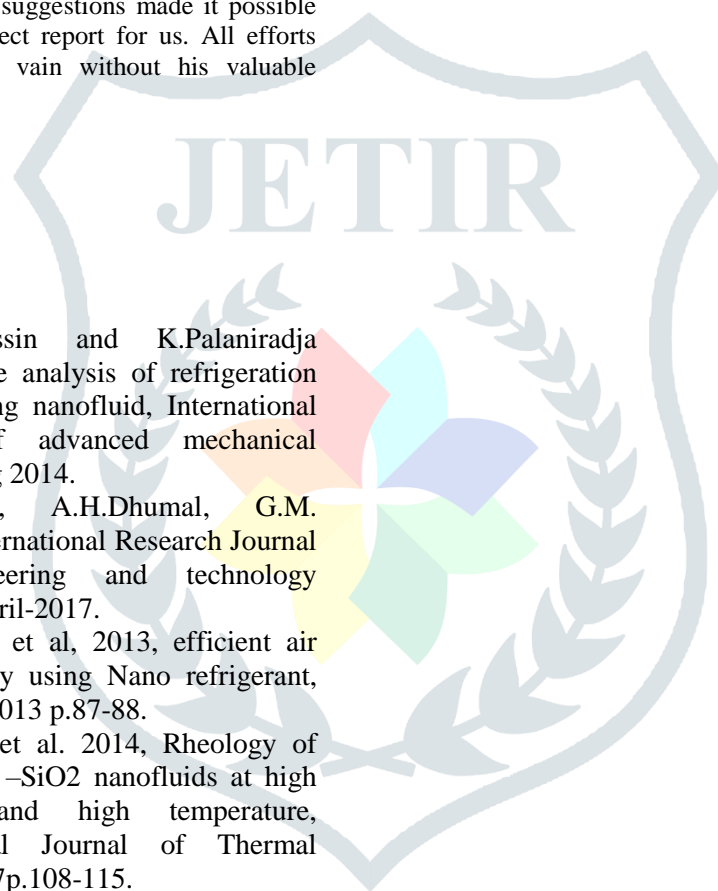 suggestions made it possible
ect report for us. All efforts
vain without his valuable
JETIR
ssin and K.Palaniradja
e analysis of refrigeration
ng nanofluid, International
f advanced mechanical
g 2014.
, A.H.Dhumal, G.M.
ernational Research Journal
eering and technology
ril-2017.
et al, 2013, efficient air
y using Nano refrigerant,
013 p.87-88.
et al. 2014, Rheology of
–SiO2 nanofluids at high
and high temperature,
al Journal of Thermal
7p.108-115.